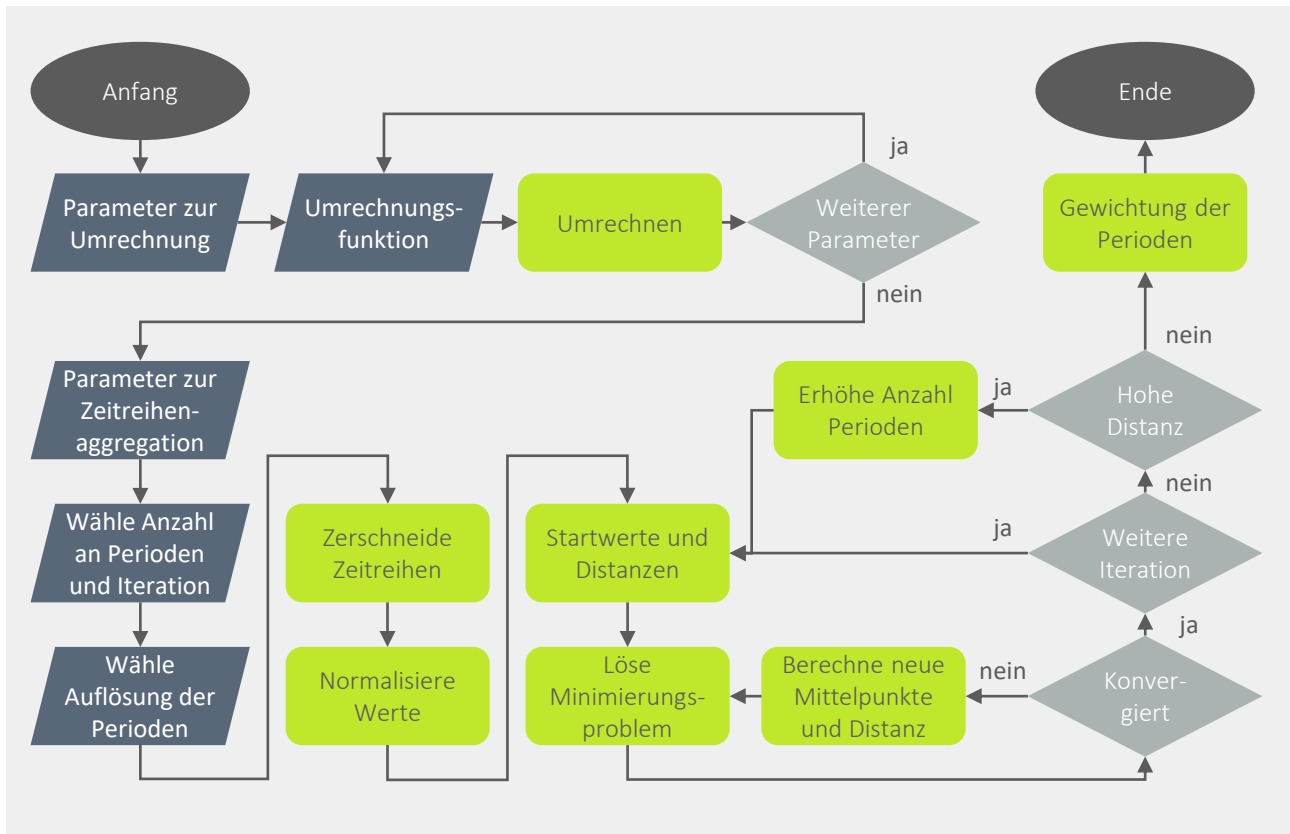 Anfang
Ende
ja
Parameter zur
Umrechnung
Umrechnungs-
funktion
Umrechnen
Weiterer
Parameter
Gewichtung der
Perioden
nein
nein
Parameter zur
Zeitreihen-
aggregation
Erhöhe Anzahl
Perioden
ja
Hohe
Distanz
nein
Wähle Anzahl
an Perioden
und Iteration
Zerschneide
Zeitreihen
Startwerte und
Distanzen
ja
Weitere
Iteration
ja
Wähle
Auflösung der
Perioden
Normalisiere
Werte
Löse
Minimierungs-
problem
Berechne neue
Mittelpunkte
und Distanz
nein
Konver-
giert